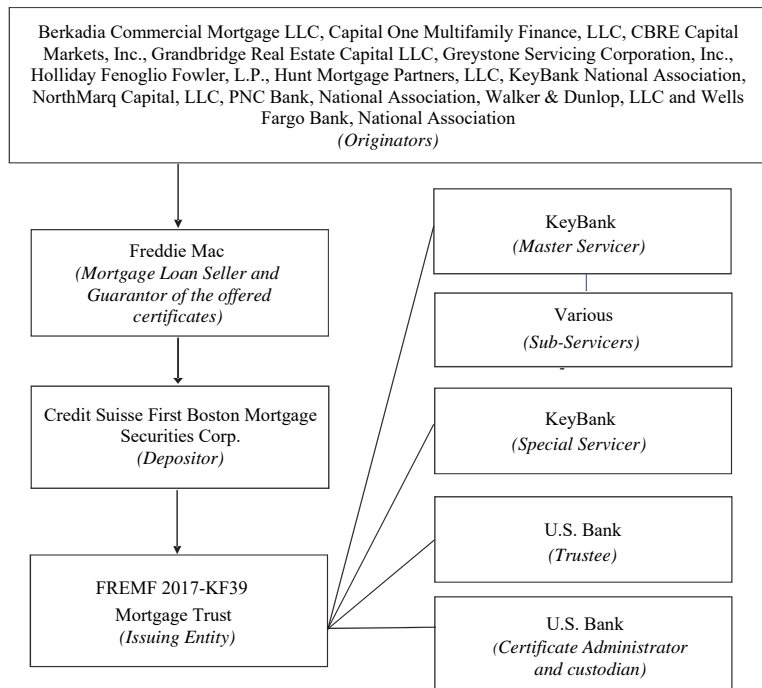 Berkadia Commercial Mortgage LLC, Capital One Multifamily Finance, LLC, CBRE Capital
Markets, Inc., Grandbridge Real Estate Capital LLC, Greystone Servicing Corporation, Inc.,
Holliday Fenoglio Fowler, L.P., Hunt Mortgage Partners, LLC, KeyBank National Association,
NorthMarq Capital, LLC, PNC Bank, National Association, Walker & Dunlop, LLC and Wells
Fargo Bank, National Association
(Originators)
Freddie Mac
(Mortgage Loan Seller and
Guarantor of the offered
certificates)
Credit Suisse First Boston Mortgage
Securities Corp.
(Depositor)
FREMF 2017-KF39
Mortgage Trust
(Issuing Entity)
KeyBank
(Master Servicer)
Various
(Sub-Servicers)
KeyBank
(Special Servicer)
U.S. Bank
(Trustee)
U.S. Bank
(Certificate Administrator
and custodian)